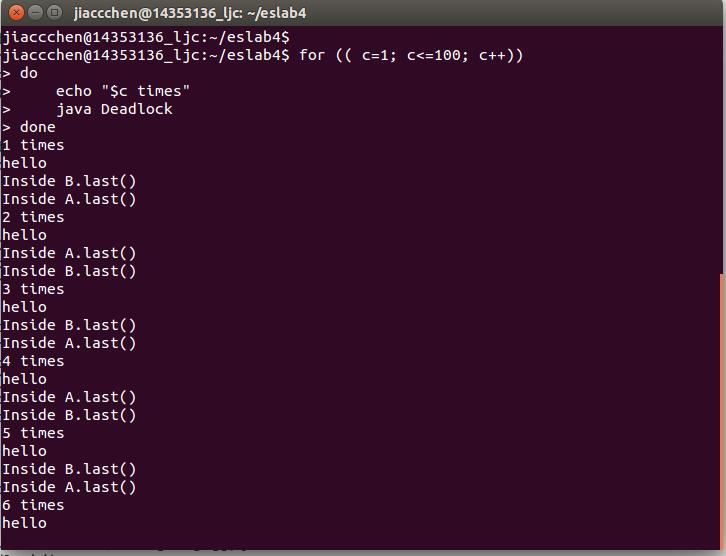 jiaccchen@14353136_ljc: ~/eslab4
jiaccchen@14353136_ljc:~/eslab4$
jiaccchen@14353136_ljc:~/eslab4$ for (( c=1; c<=100; c++))
> do
>     echo "$c times"
>     java Deadlock
> done
1 times
hello
Inside B.last()
Inside A.last()
2 times
hello
Inside A.last()
Inside B.last()
3 times
hello
Inside B.last()
Inside A.last()
4 times
hello
Inside A.last()
Inside B.last()
5 times
hello
Inside B.last()
Inside A.last()
6 times
hello